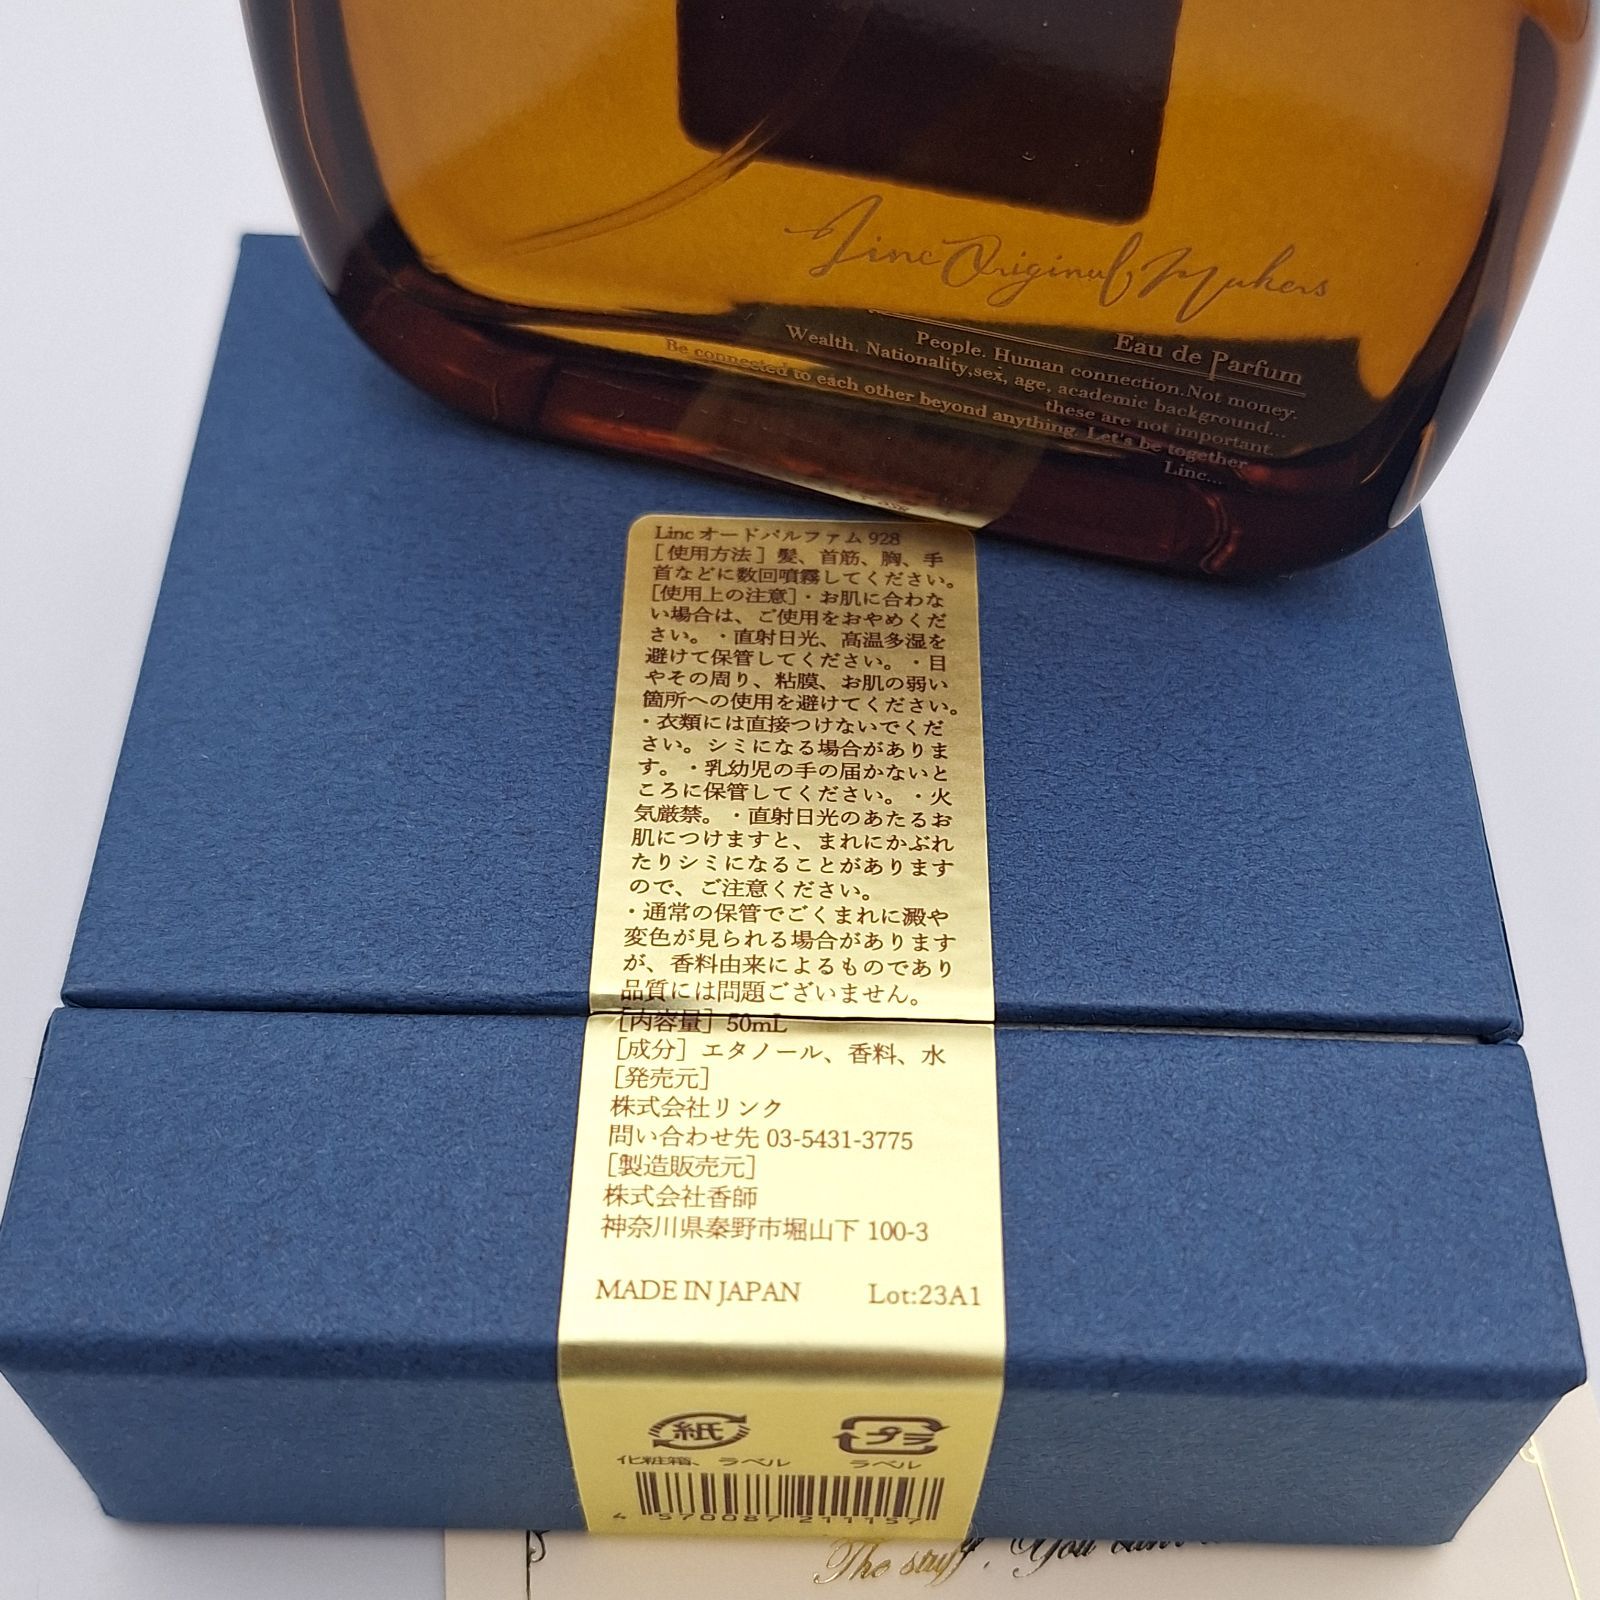 Linc Original Makers
Eau de Parfum
People. Human connection.Not money.
Wealth. Nationality,sex, age, academic background...
these are not important.
Be connected to each other beyond anything. Let's be together
Linc...
Linc オードパルファム 928
［使用方法］髪、首筋、胸、手
首などに数回噴霧してください。
[使用上の注意]・お肌に合わな
い場合は、ご使用をおやめくだ
さい。・直射日光、高温多湿を
避けて保管してください。・目
やその周り、粘膜、お肌の弱い
箇所への使用を避けてください。
・衣類には直接つけないでくだ
さい。シミになる場合がありま
す。・乳幼児の手の届かないと
ころに保管してください。・火
気厳禁。・直射日光のあたるお
肌につけますと、まれにかぶれ
たりシミになることがあります
ので、ご注意ください。
・通常の保管でごくまれに澱や
変色が見られる場合があります
が、香料由来によるものであり
品質には問題ございません。
［内容量］50mL
［成分］エタノール、香料、水
［発売元］
株式会社リンク
問い合わせ先 03-5431-3775
［製造販売元］
株式会社香師
神奈川県秦野市堀山下 100-3
MADE IN JAPAN Lot:23A1
紙 プラ
化粧箱、ラベル ラベル
4 570087 211157
The stuff. You can't